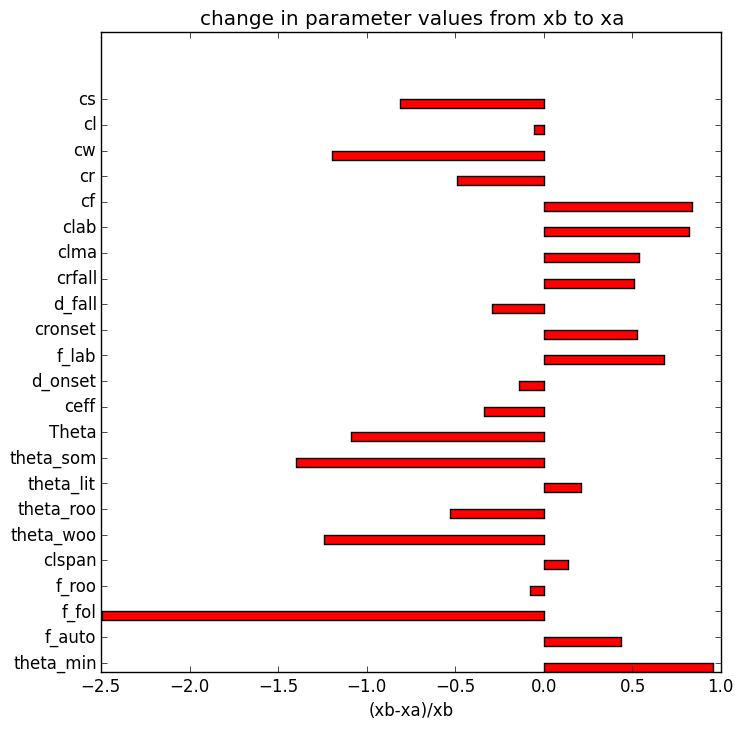 change in parameter values from xb to xa
cs
cl
cw
cr
cf
clab
clma
crfall
d_fall
cronset
f_lab
d_onset
ceff
Theta
theta_som
theta_lit
theta_roo
theta_woo
clspan
f_roo
f_fol
f_auto
theta_min
−2.5 −2.0 −1.5 −1.0 −0.5 0.0 0.5 1.0
(xb-xa)/xb